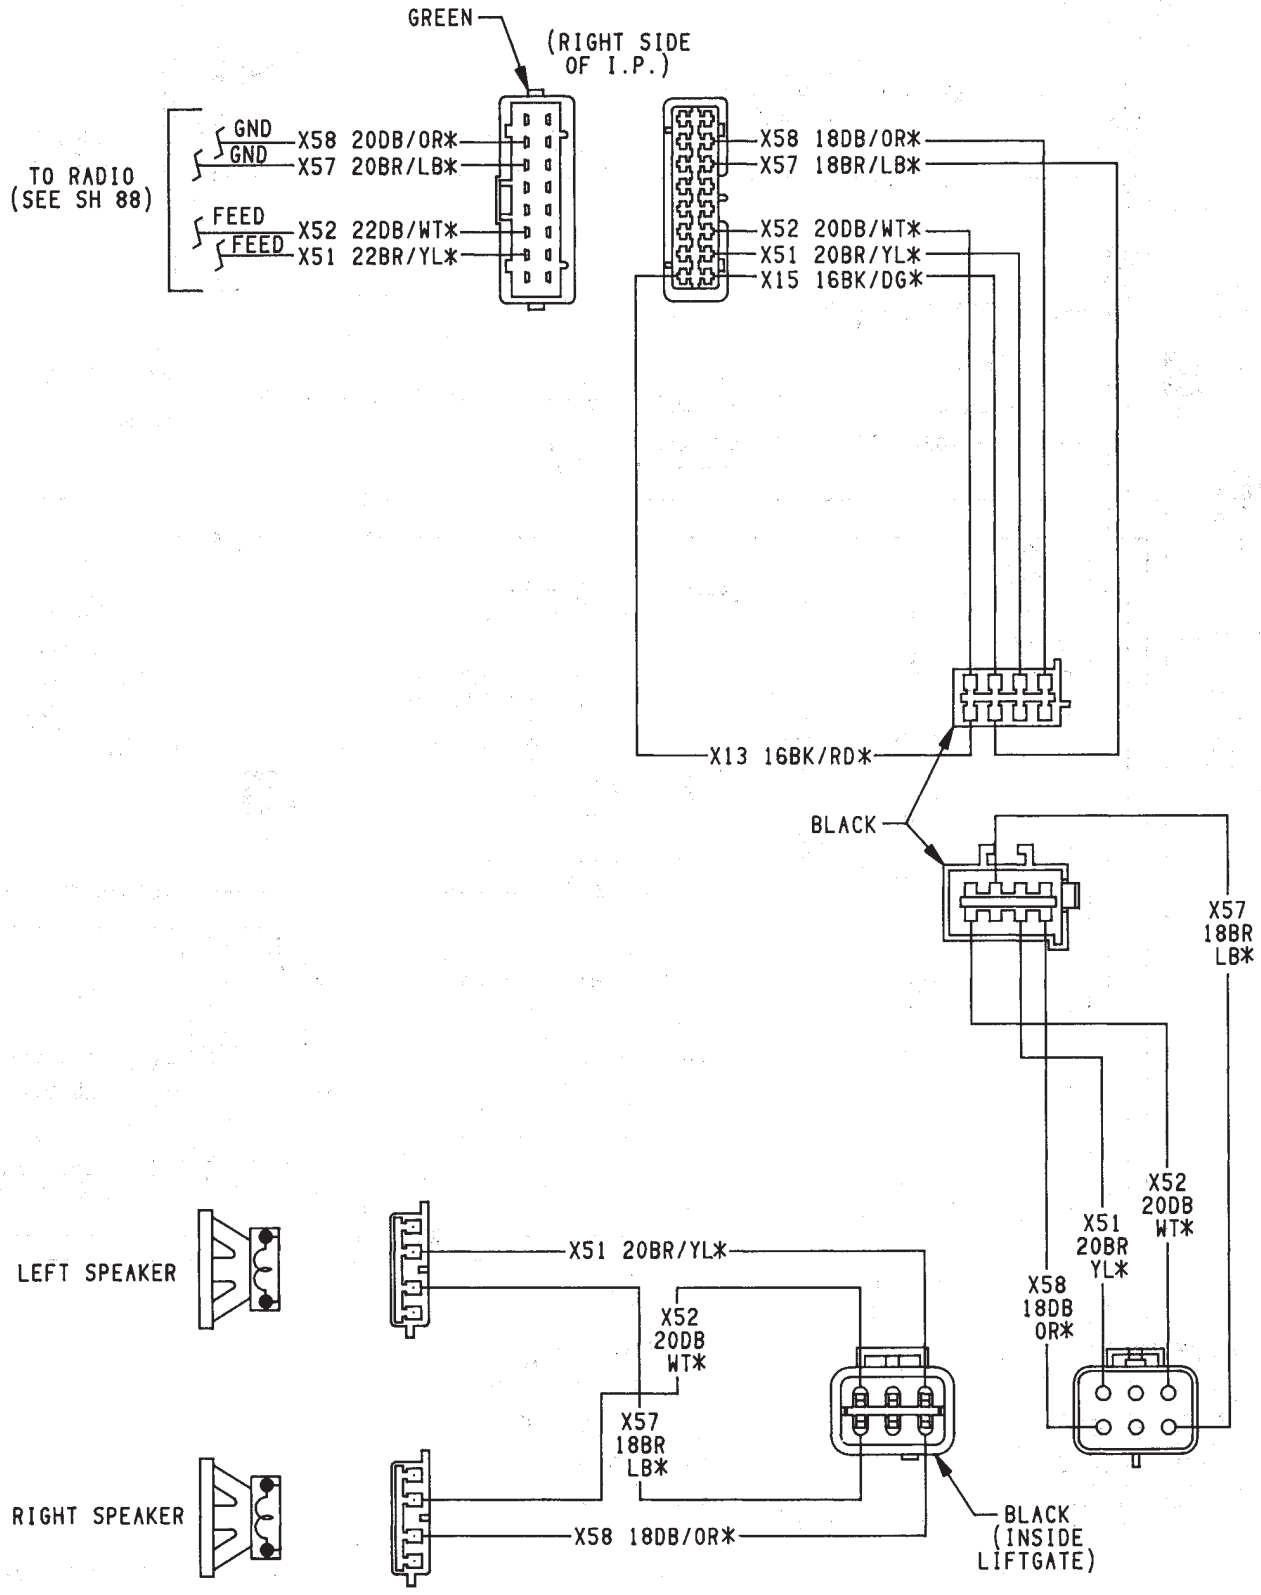 GREEN
(RIGHT SIDE
OF I.P.)
GND
X58 20DB/OR*
GND
X57 20BR/LB*
TO RADIO
(SEE SH 88)
FEED
X52 22DB/WT*
FEED
X51 22BR/YL*
X58 18DB/OR*
X57 18BR/LB*
X52 20DB/WT*
X51 20BR/YL*
X15 16BK/DG*
X13 16BK/RD*
BLACK
X57
18BR
LB*
X52
20DB
WT*
X51
20BR
YL*
X58
18DB
OR*
LEFT SPEAKER
X51 20BR/YL*
X52
20DB
WT*
X57
18BR
LB*
RIGHT SPEAKER
X58 18DB/OR*
BLACK
(INSIDE
LIFTGATE)